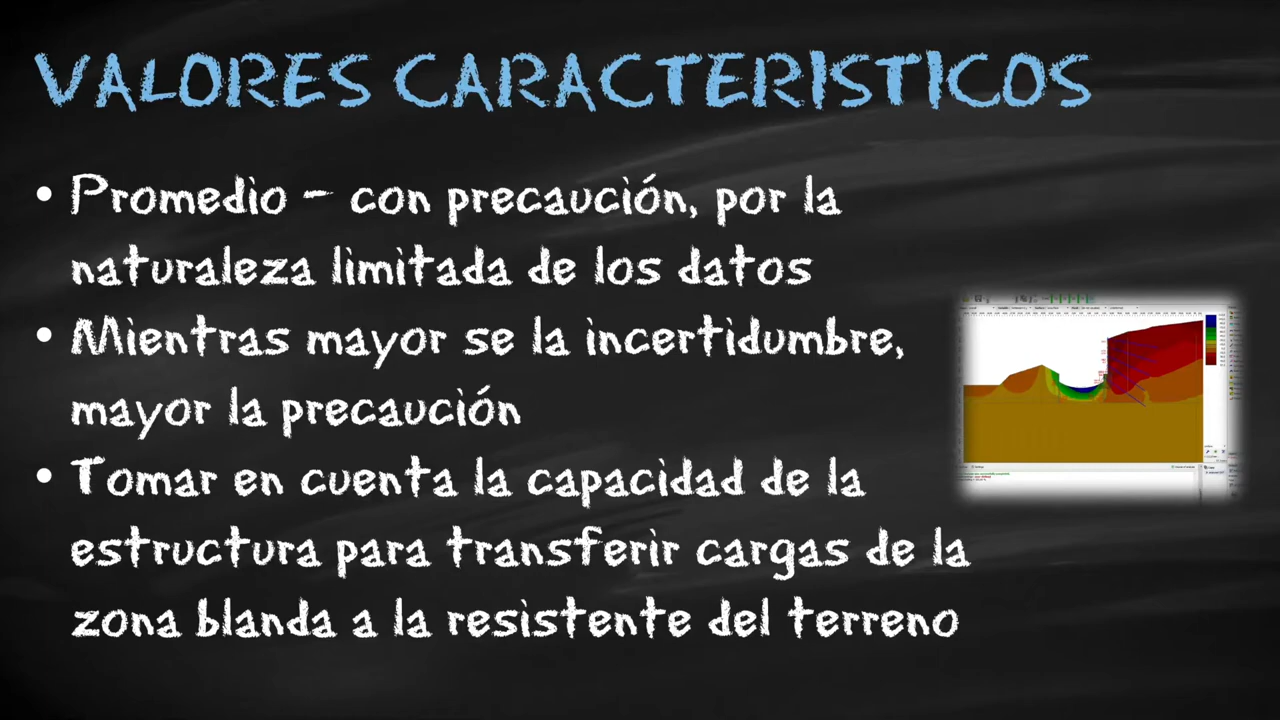 VALORES CARACTERISTICOS
• Promedio – con precaución, por la
naturaleza limitada de los datos
• Mientras mayor se la incertidumbre,
mayor la precaución
• Tomar en cuenta la capacidad de la
estructura para transferir cargas de la
zona blanda a la resistente del terreno